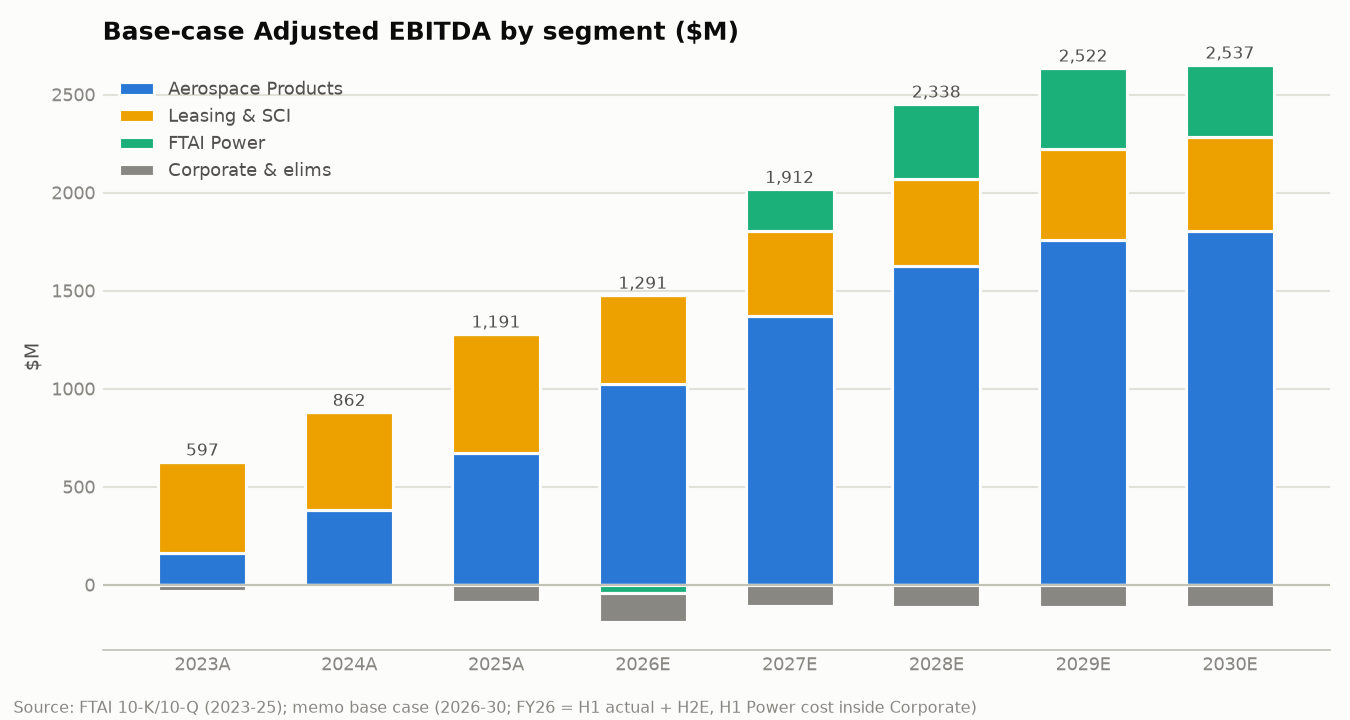 Base-case Adjusted EBITDA by segment ($M)
Aerospace Products
Leasing & SCI
FTAI Power
Corporate & elims
$M
2500
2000
1500
1000
500
0
597
862
1,191
1,291
1,912
2,338
2,522
2,537
2023A 2024A 2025A 2026E 2027E 2028E 2029E 2030E
Source: FTAI 10-K/10-Q (2023-25); memo base case (2026-30; FY26 = H1 actual + H2E, H1 Power cost inside Corporate)